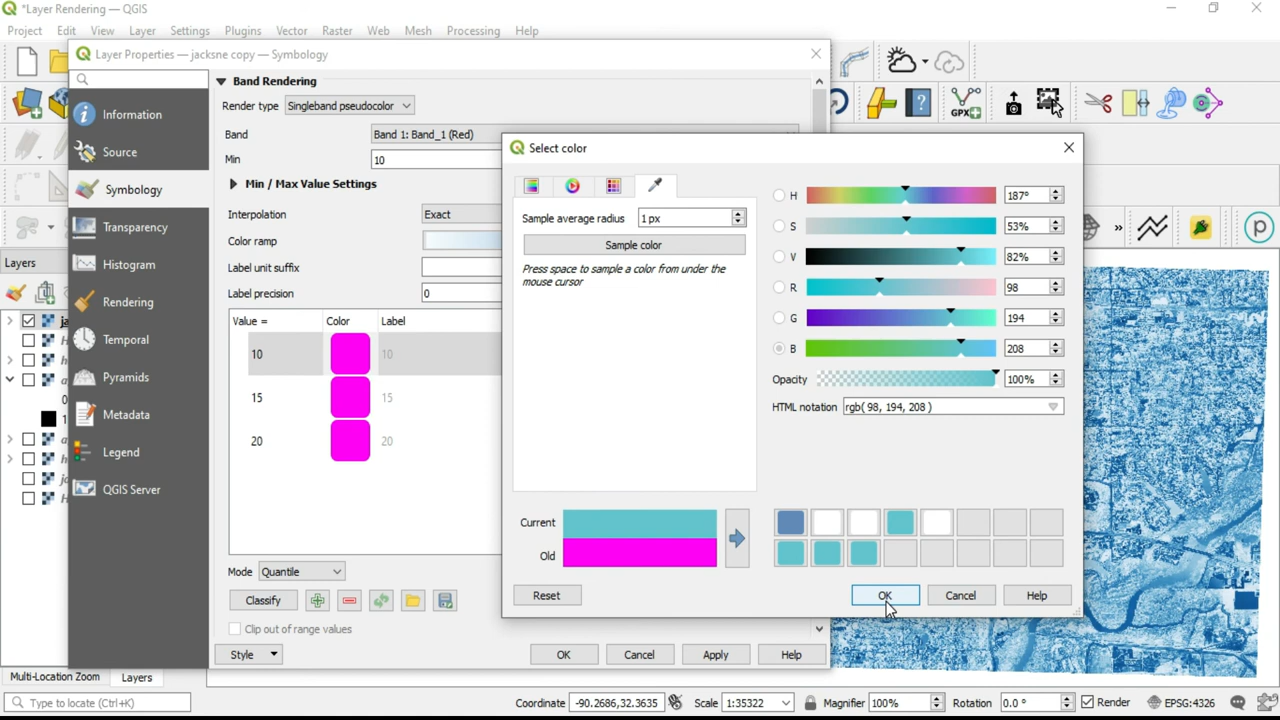 *Layer Rendering — QGIS
Project Edit View Layer Settings Plugins Vector Raster Web Mesh Processing Help
Layer Properties — jacksne copy — Symbology
Information
Source
Symbology
Transparency
Histogram
Rendering
Temporal
Pyramids
Metadata
Legend
QGIS Server
Layers
Band Rendering
Render type Singleband pseudocolor
Band Band 1: Band_1 (Red)
Min 10
Min / Max Value Settings
Interpolation Exact
Color ramp
Label unit suffix
Label precision 0
Value = Color Label
10 10
15 15
20 20
Mode Quantile
Classify
Clip out of range values
Style OK Cancel Apply Help
Select color
Sample average radius 1 px
Sample color
Press space to sample a color from under the
mouse cursor
H 187°
S 53%
V 82%
R 98
G 194
B 208
Opacity 100%
HTML notation rgb( 98, 194, 208 )
Current
Old
Reset OK Cancel Help
GPX
Multi-Location Zoom Layers
Type to locate (Ctrl+K) Coordinate -90.2686,32.3635 Scale 1:35322 Magnifier 100% Rotation 0.0 ° Render EPSG:4326